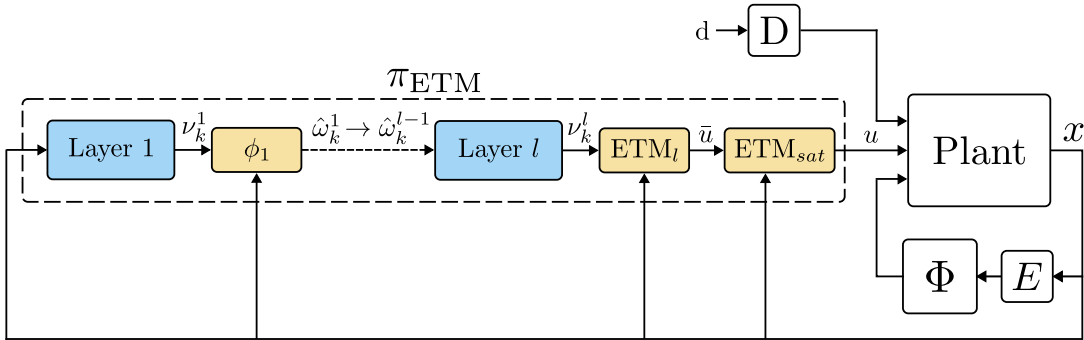 d D
π_ETM
Layer 1 ν_k^1 ϕ_1 ω̂_k^1 → ω̂_k^{l−1} Layer l ν_k^l ETM_l ū ETM_sat u Plant x
Φ E